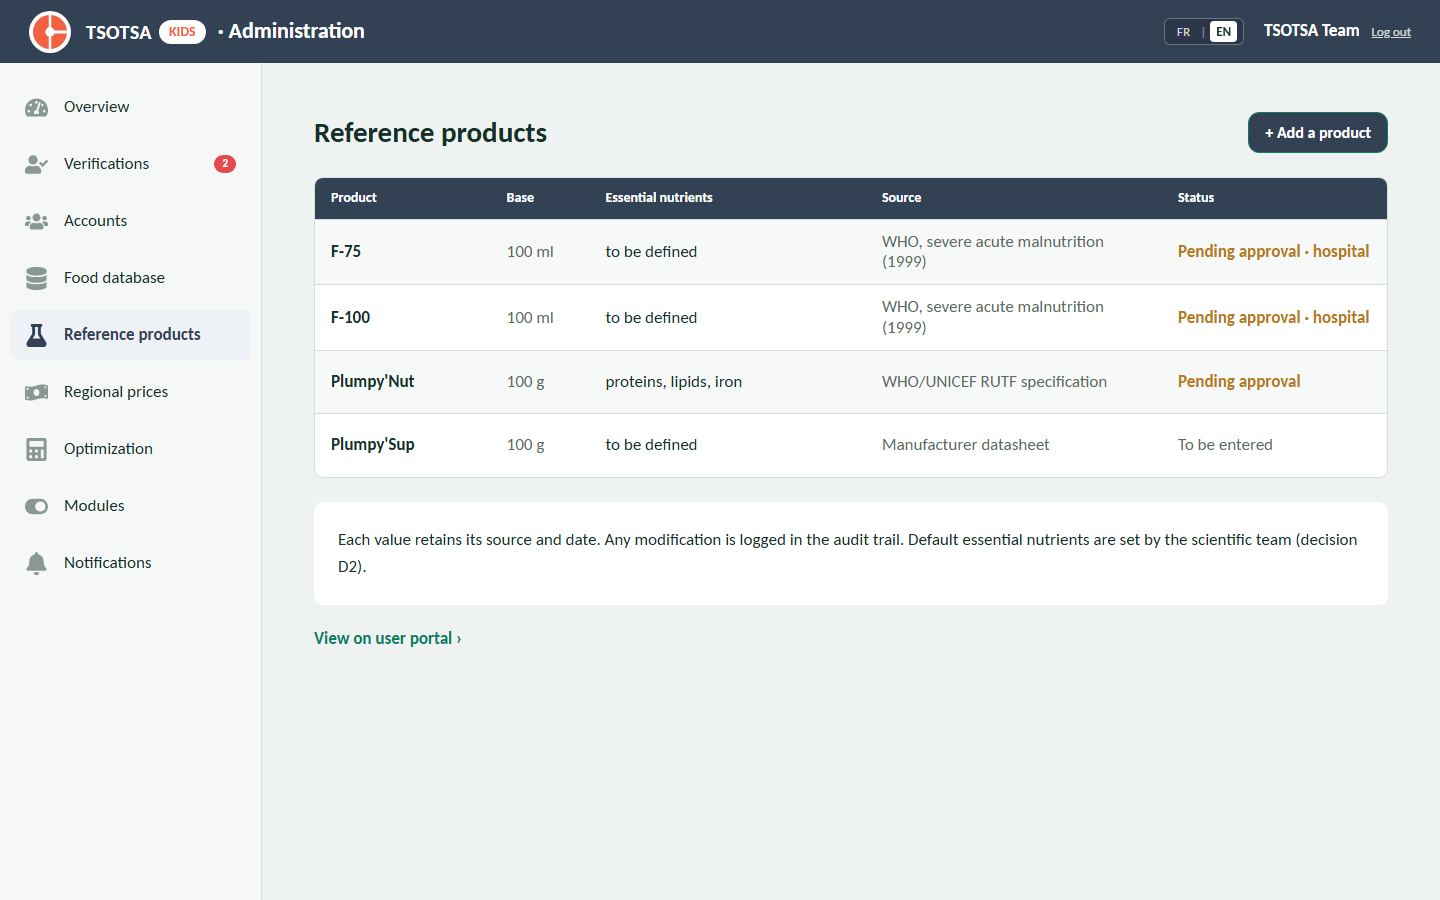 TSOTSA KIDS · Administration
FR | EN
TSOTSA Team
Log out
Overview
Verifications 2
Accounts
Food database
Reference products
Regional prices
Optimization
Modules
Notifications
Reference products
+ Add a product
Product Base Essential nutrients Source Status
F-75 100 ml to be defined WHO, severe acute malnutrition (1999) Pending approval · hospital
F-100 100 ml to be defined WHO, severe acute malnutrition (1999) Pending approval · hospital
Plumpy'Nut 100 g proteins, lipids, iron WHO/UNICEF RUTF specification Pending approval
Plumpy'Sup 100 g to be defined Manufacturer datasheet To be entered
Each value retains its source and date. Any modification is logged in the audit trail. Default essential nutrients are set by the scientific team (decision
D2).
View on user portal ›